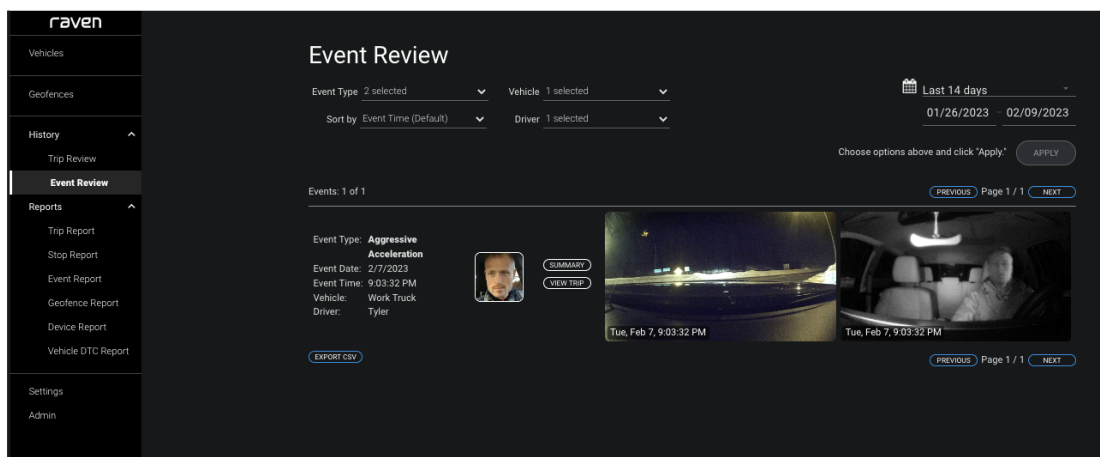 raven
Vehicles
Geofences
History
Trip Review
Event Review
Reports
Trip Report
Stop Report
Event Report
Geofence Report
Device Report
Vehicle DTC Report
Settings
Admin
Event Review
Event Type 2 selected Vehicle 1 selected
Sort by Event Time (Default) Driver 1 selected
Last 14 days
01/26/2023 - 02/09/2023
Choose options above and click "Apply." APPLY
Events: 1 of 1
PREVIOUS Page 1 / 1 NEXT
Event Type: Aggressive
Acceleration
Event Date: 2/7/2023
Event Time: 9:03:32 PM
Vehicle: Work Truck
Driver: Tyler
SUMMARY
VIEW TRIP
Tue, Feb 7, 9:03:32 PM
Tue, Feb 7, 9:03:32 PM
EXPORT CSV
PREVIOUS Page 1 / 1 NEXT